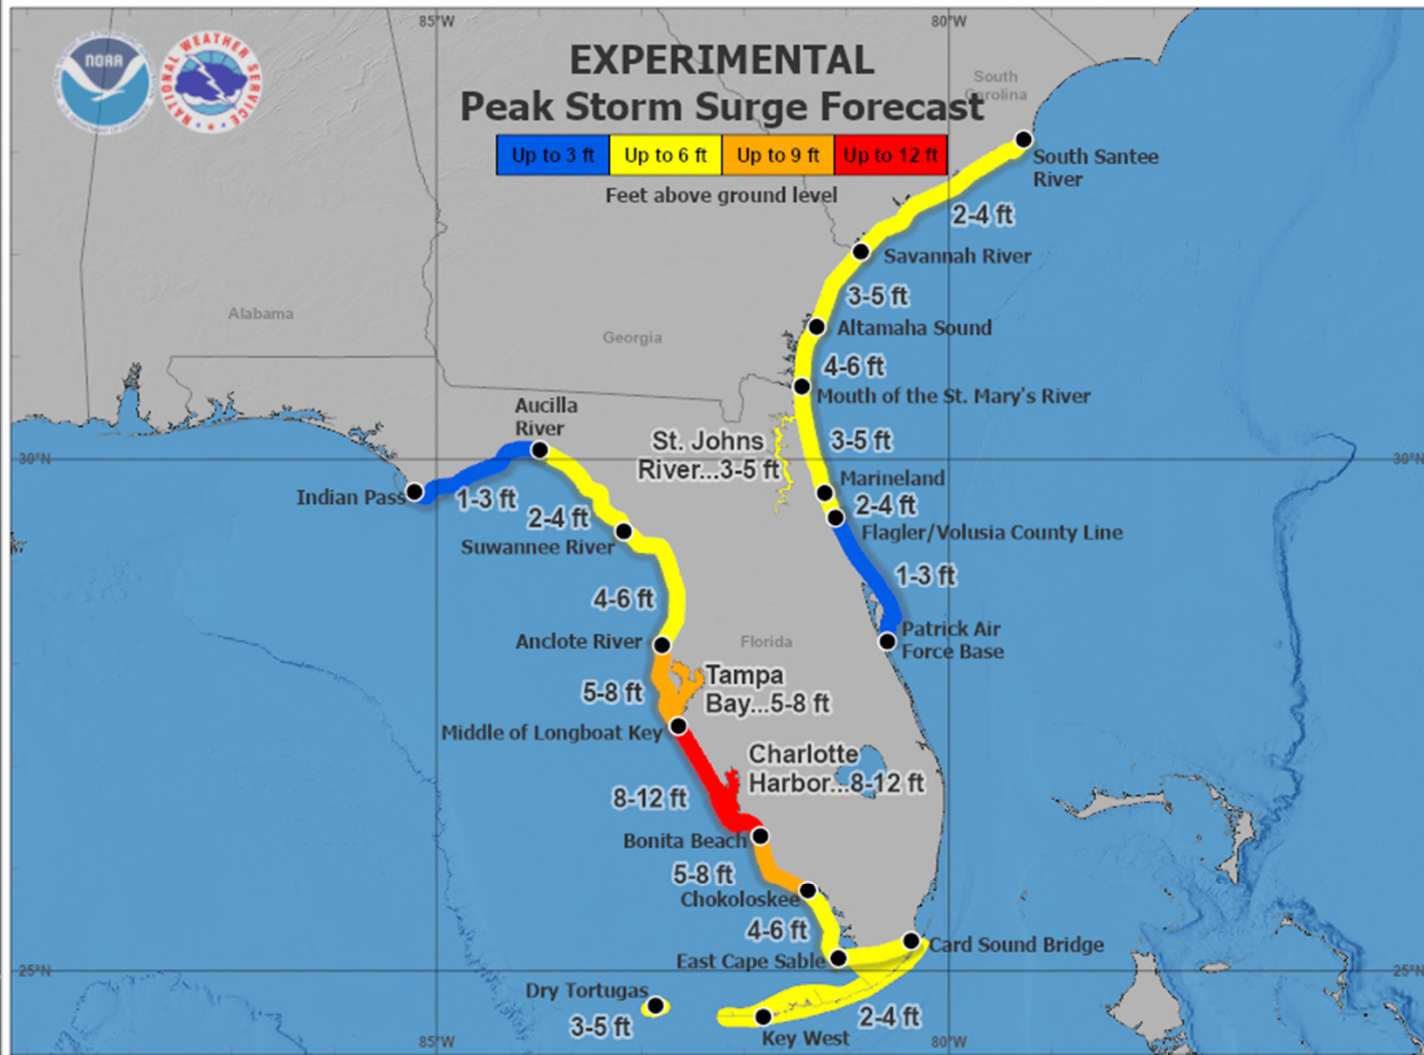 85°W
80°W
NOAA
NATIONAL WEATHER SERVICE
EXPERIMENTAL
Peak Storm Surge Forecast
Up to 3 ft
Up to 6 ft
Up to 9 ft
Up to 12 ft
Feet above ground level
South
Carolina
South Santee
River
2-4 ft
Savannah River
3-5 ft
Alabama
Georgia
Altamaha Sound
4-6 ft
Mouth of the St. Mary's River
Aucilla
River
St. Johns
River...3-5 ft
3-5 ft
30°N
30°N
Marineland
Indian Pass
1-3 ft
2-4 ft
2-4 ft
Flagler/Volusia County Line
Suwannee River
1-3 ft
4-6 ft
Anclote River
Florida
Patrick Air
Force Base
5-8 ft
Tampa
Bay...5-8 ft
Middle of Longboat Key
Charlotte
Harbor...8-12 ft
8-12 ft
Bonita Beach
5-8 ft
Chokoloskee
4-6 ft
Card Sound Bridge
East Cape Sable
25°N
25°N
Dry Tortugas
3-5 ft
2-4 ft
Key West
85°W
80°W